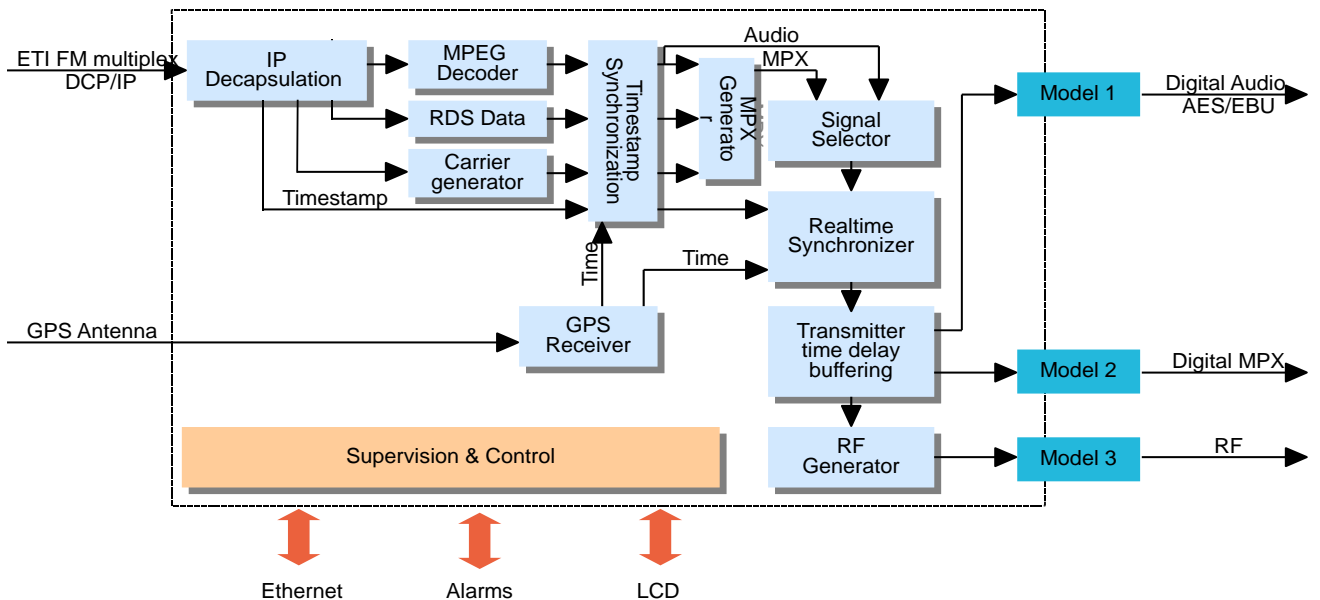 ETI FM multiplex
DCP/IP
IP
Decapsulation
MPEG
Decoder
RDS Data
Carrier
generator
Timestamp
Timestamp
Synchronization
Audio
MPX
MPX
Generato
r
Signal
Selector
Realtime
Synchronizer
Time
Time
GPS Antenna
GPS
Receiver
Transmitter
time delay
buffering
RF
Generator
Model 1
Digital Audio
AES/EBU
Model 2
Digital MPX
Model 3
RF
Supervision & Control
Ethernet
Alarms
LCD